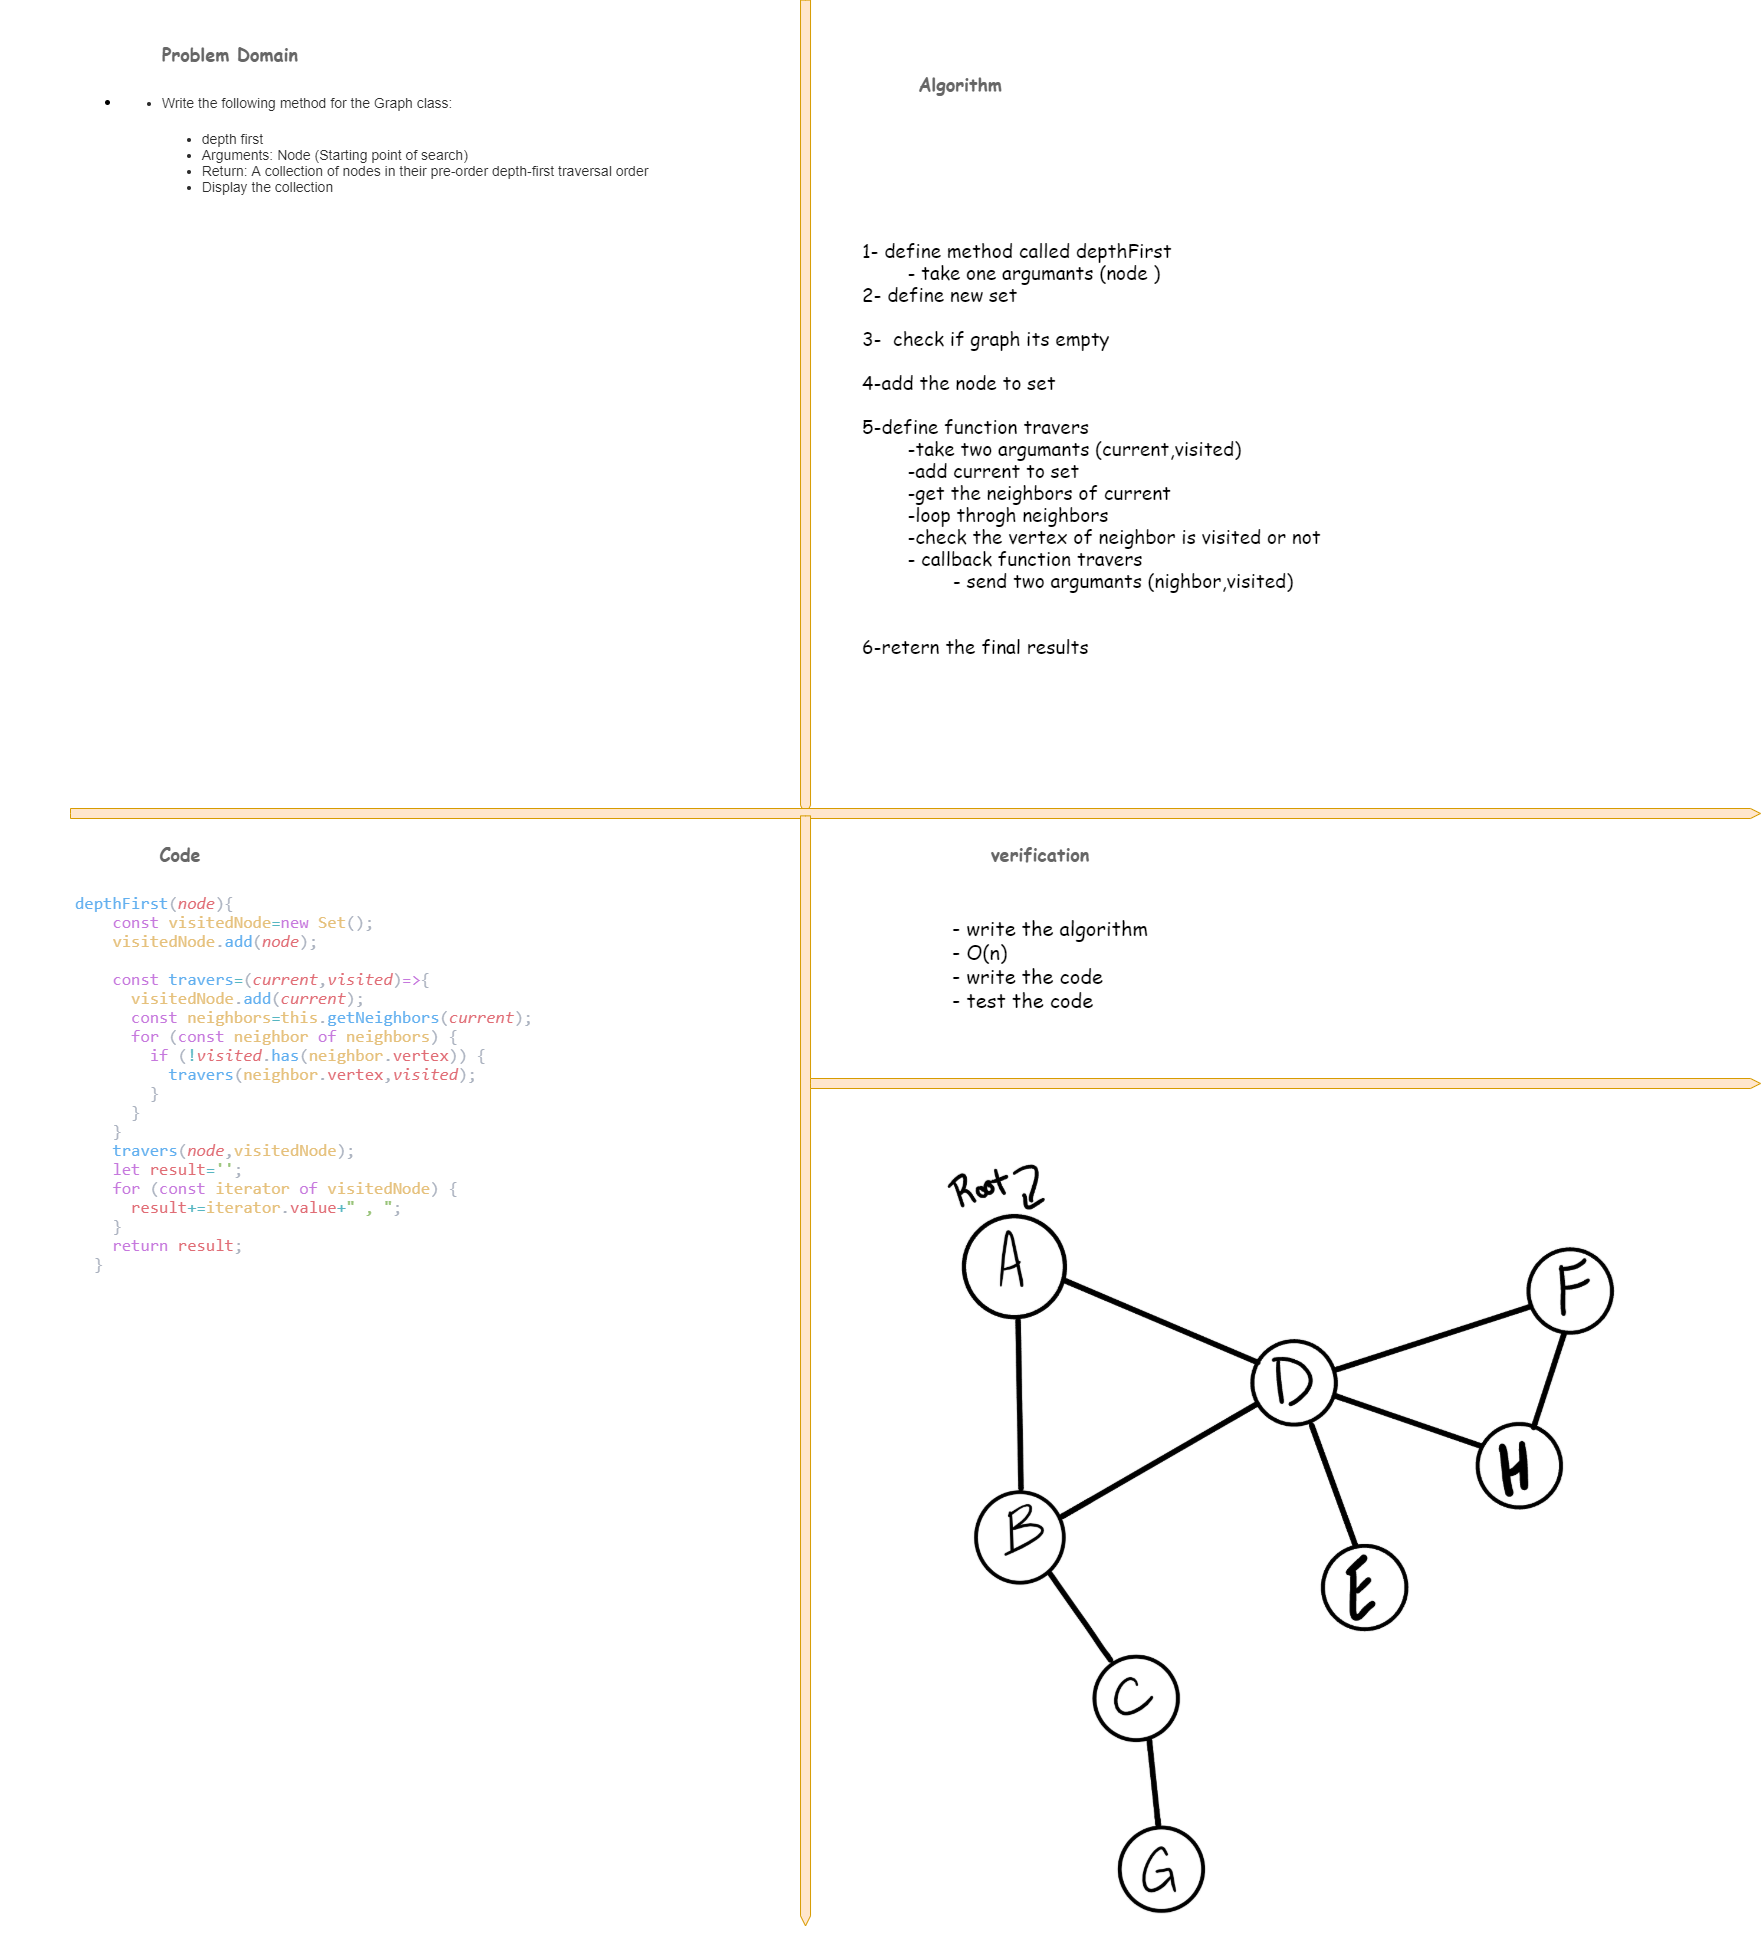 Problem Domain
Write the following method for the Graph class:
depth first
Arguments: Node (Starting point of search)
Return: A collection of nodes in their pre-order depth-first traversal order
Display the collection
Algorithm
1- define method called depthFirst
- take one argumants (node )
2- define new set
3-  check if graph its empty
4-add the node to set
5-define function travers
-take two argumants (current,visited)
-add current to set
-get the neighbors of current
-loop throgh neighbors
-check the vertex of neighbor is visited or not
- callback function travers
- send two argumants (nighbor,visited)
6-retern the final results
Code
depthFirst(node){
    const visitedNode=new Set();
    visitedNode.add(node);
    const travers=(current,visited)=>{
      visitedNode.add(current);
      const neighbors=this.getNeighbors(current);
      for (const neighbor of neighbors) {
        if (!visited.has(neighbor.vertex)) {
          travers(neighbor.vertex,visited);
        }
      }
    }
    travers(node,visitedNode);
    let result='';
    for (const iterator of visitedNode) {
      result+=iterator.value+" , ";
    }
    return result;
  }
verification
- write the algorithm
- O(n)
- write the code
- test the code
Root
A
F
D
H
B
E
C
G